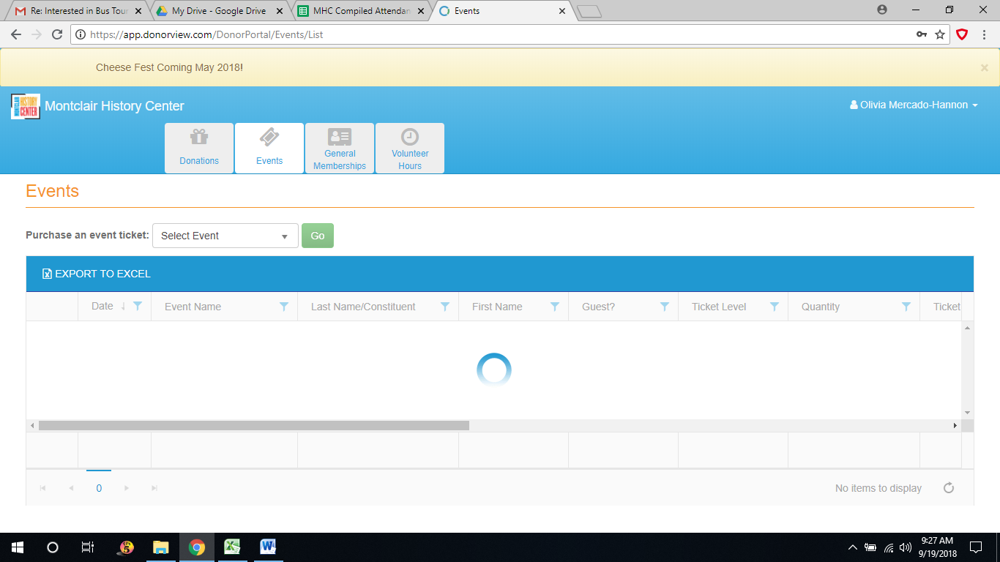 Re: Interested in Bus Tour
My Drive - Google Drive
MHC Compiled Attendan
Events
https://app.donorview.com/DonorPortal/Events/List
Cheese Fest Coming May 2018!
×
MONTCLAIR HISTORY CENTER
Montclair History Center
Olivia Mercado-Hannon
Donations
Events
General Memberships
Volunteer Hours
Events
Purchase an event ticket: Select Event Go
EXPORT TO EXCEL
Date Event Name Last Name/Constituent First Name Guest? Ticket Level Quantity Ticket
0
No items to display
5
9:27 AM
9/19/2018